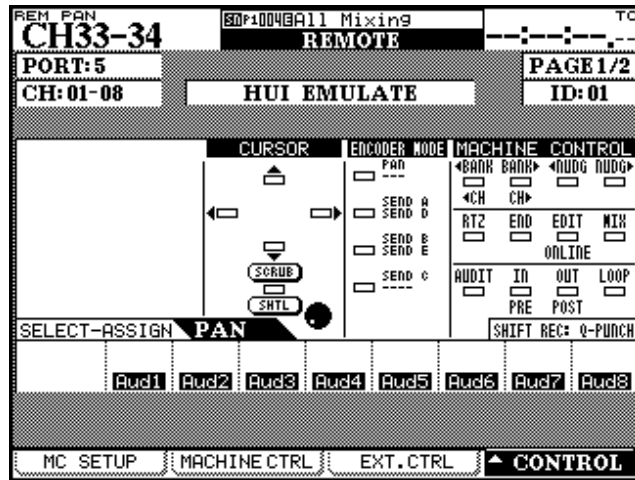 REM PAN
CH33-34
All Mixing
REMOTE
TC
--:--:--.--
PORT:5
PAGE1/2
CH:01-08
HUI EMULATE
ID:01
CURSOR
ENCODER MODE
MACHINE CONTROL
PAN
----
SEND A
SEND D
SEND B
SEND E
SEND C
----
SCRUB
SHTL
◀BANK BANK▶ ◀NUDG NUDG▶
◀CH CH▶
RTZ END EDIT MIX
ONLINE
AUDIT IN OUT LOOP
PRE POST
SELECT-ASSIGN PAN
SHIFT REC: Q-PUNCH
Aud1 Aud2 Aud3 Aud4 Aud5 Aud6 Aud7 Aud8
MC SETUP MACHINE CTRL EXT.CTRL CONTROL